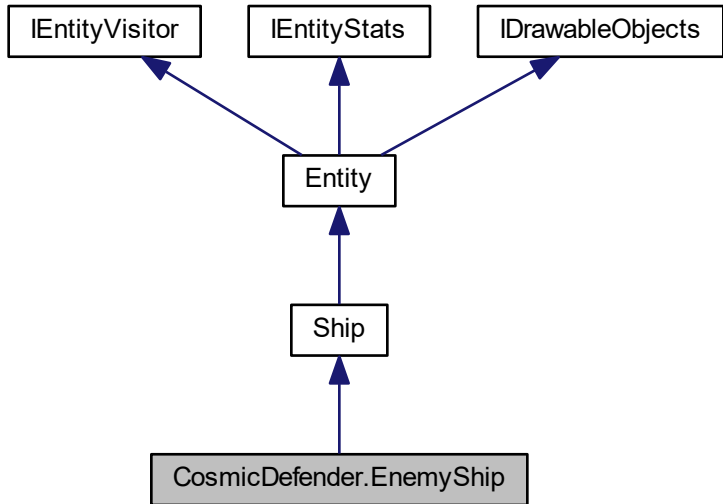 IEntityVisitor
IEntityStats
IDrawableObjects
Entity
Ship
CosmicDefender.EnemyShip